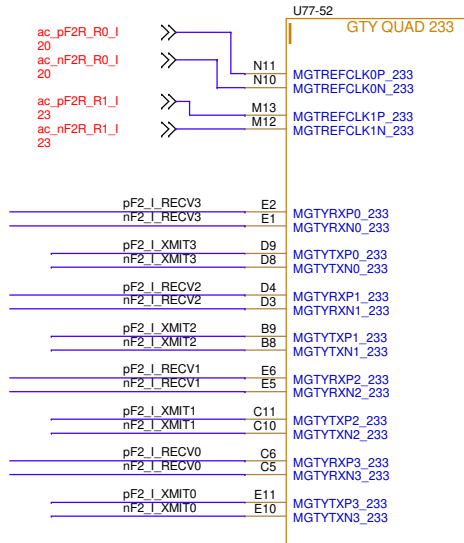 U77-52
GTY QUAD 233
ac_pF2R_R0_I
20
ac_nF2R_R0_I
20
N11 MGTREFCLK0P_233
N10 MGTREFCLK0N_233
ac_pF2R_R1_I
23
ac_nF2R_R1_I
23
M13 MGTREFCLK1P_233
M12 MGTREFCLK1N_233
pF2_I_RECV3 E2 MGTYRXP0_233
nF2_I_RECV3 E1 MGTYRXN0_233
pF2_I_XMIT3 D9 MGTYTXP0_233
nF2_I_XMIT3 D8 MGTYTXN0_233
pF2_I_RECV2 D4 MGTYRXP1_233
nF2_I_RECV2 D3 MGTYRXN1_233
pF2_I_XMIT2 B9 MGTYTXP1_233
nF2_I_XMIT2 B8 MGTYTXN1_233
pF2_I_RECV1 E6 MGTYRXP2_233
nF2_I_RECV1 E5 MGTYRXN2_233
pF2_I_XMIT1 C11 MGTYTXP2_233
nF2_I_XMIT1 C10 MGTYTXN2_233
pF2_I_RECV0 C6 MGTYRXP3_233
nF2_I_RECV0 C5 MGTYRXN3_233
pF2_I_XMIT0 E11 MGTYTXP3_233
nF2_I_XMIT0 E10 MGTYTXN3_233